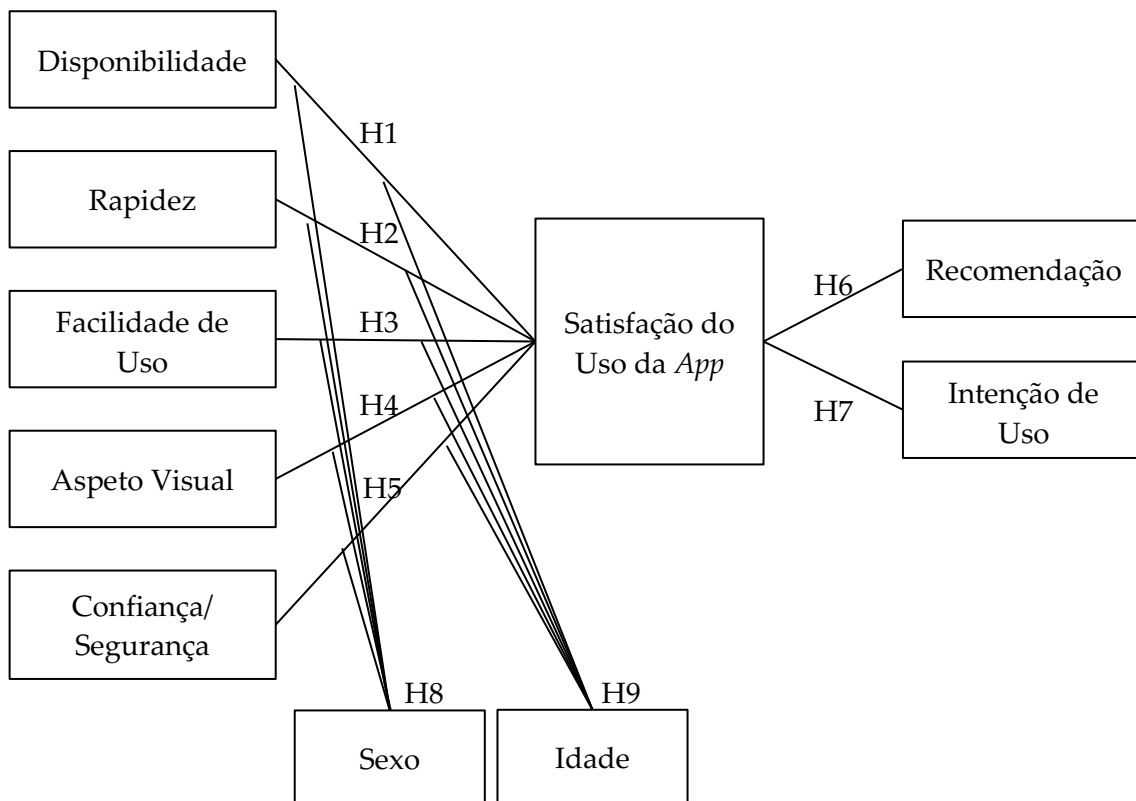 Disponibilidade
H1
Rapidez
H2
Recomendação
H6
Facilidade de
Uso
H3
Satisfação do
Uso da App
H4
H7
Intenção de
Uso
Aspeto Visual
H5
Confiança/
Segurança
H8
H9
Sexo
Idade